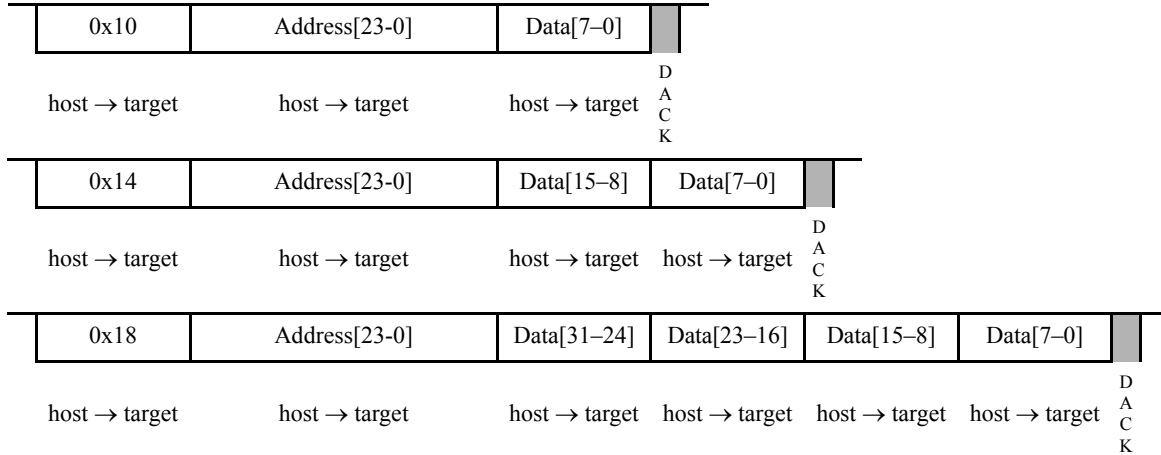 0x10 Address[23-0] Data[7–0]
host → target host → target host → target
D
A
C
K
0x14 Address[23-0] Data[15–8] Data[7–0]
host → target host → target host → target host → target
D
A
C
K
0x18 Address[23-0] Data[31–24] Data[23–16] Data[15–8] Data[7–0]
host → target host → target host → target host → target host → target host → target
D
A
C
K